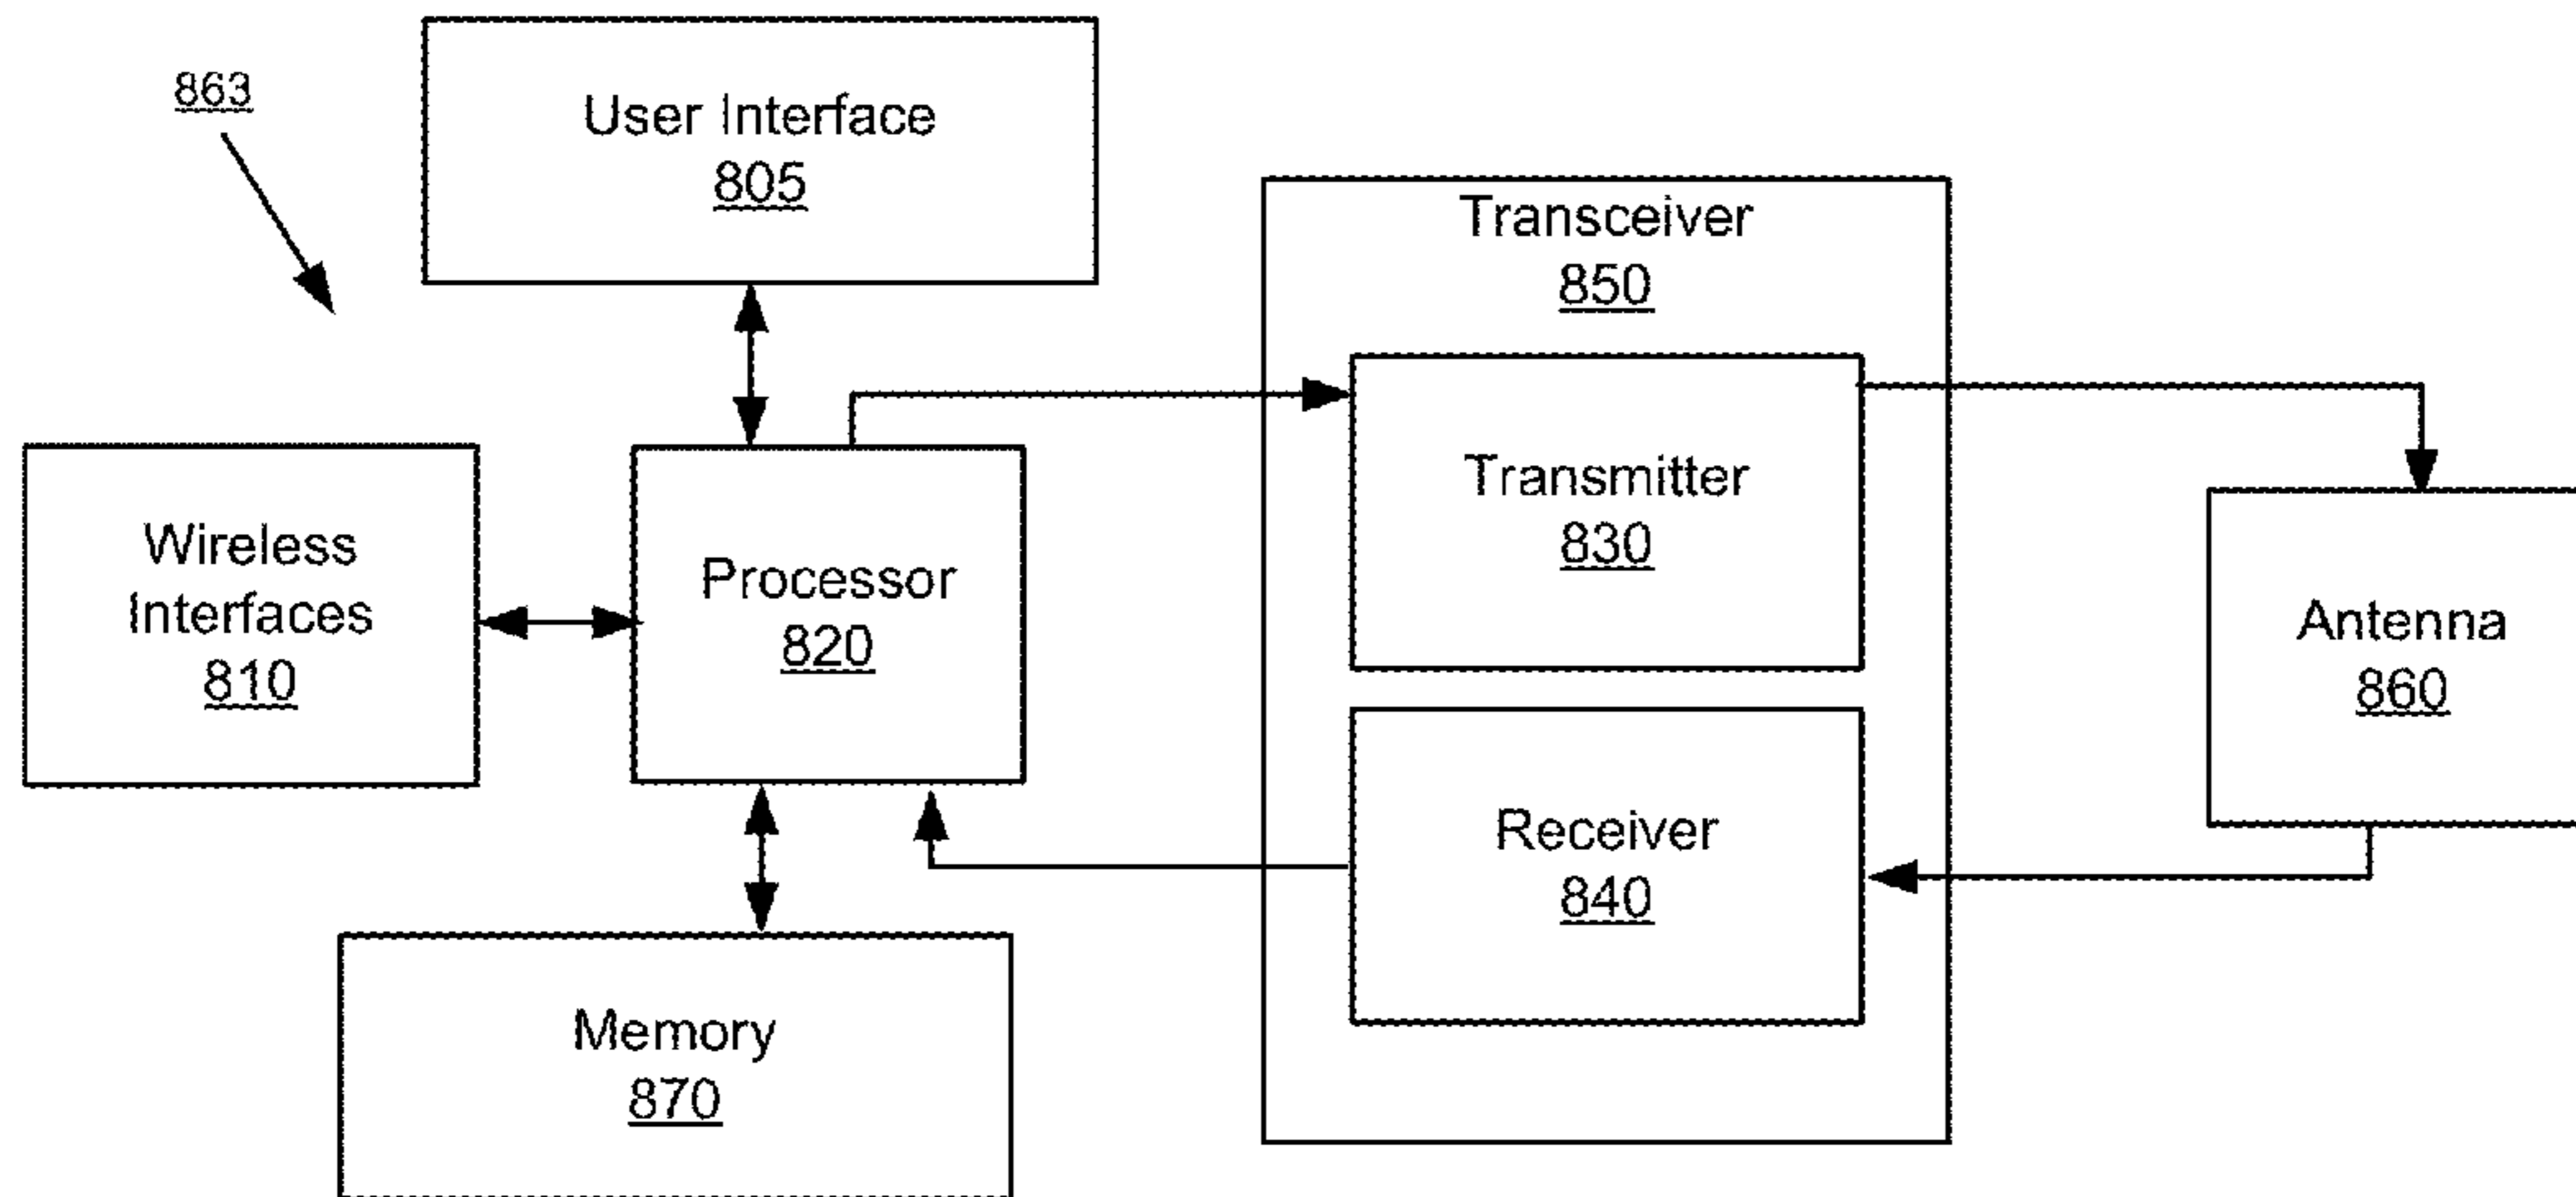 863
User Interface
805
Transceiver
850
Transmitter
830
Wireless
Interfaces
810
Processor
820
Antenna
860
Receiver
840
Memory
870